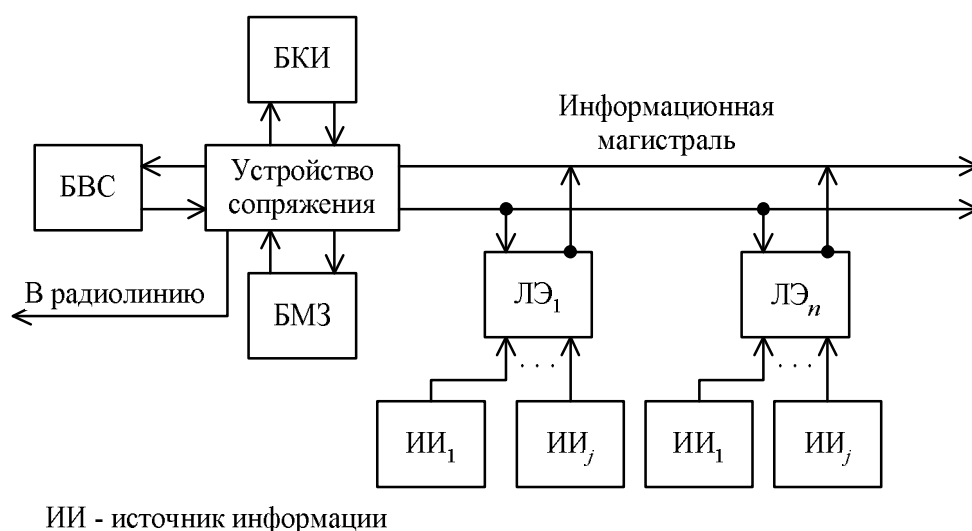 БКИ
Информационная
магистраль
БВС
Устройство
сопряжения
В радиолинию
БМЗ
ЛЭ1
ЛЭn
. . .
. . .
ИИ1
ИИj
ИИ1
ИИj
ИИ - источник информации